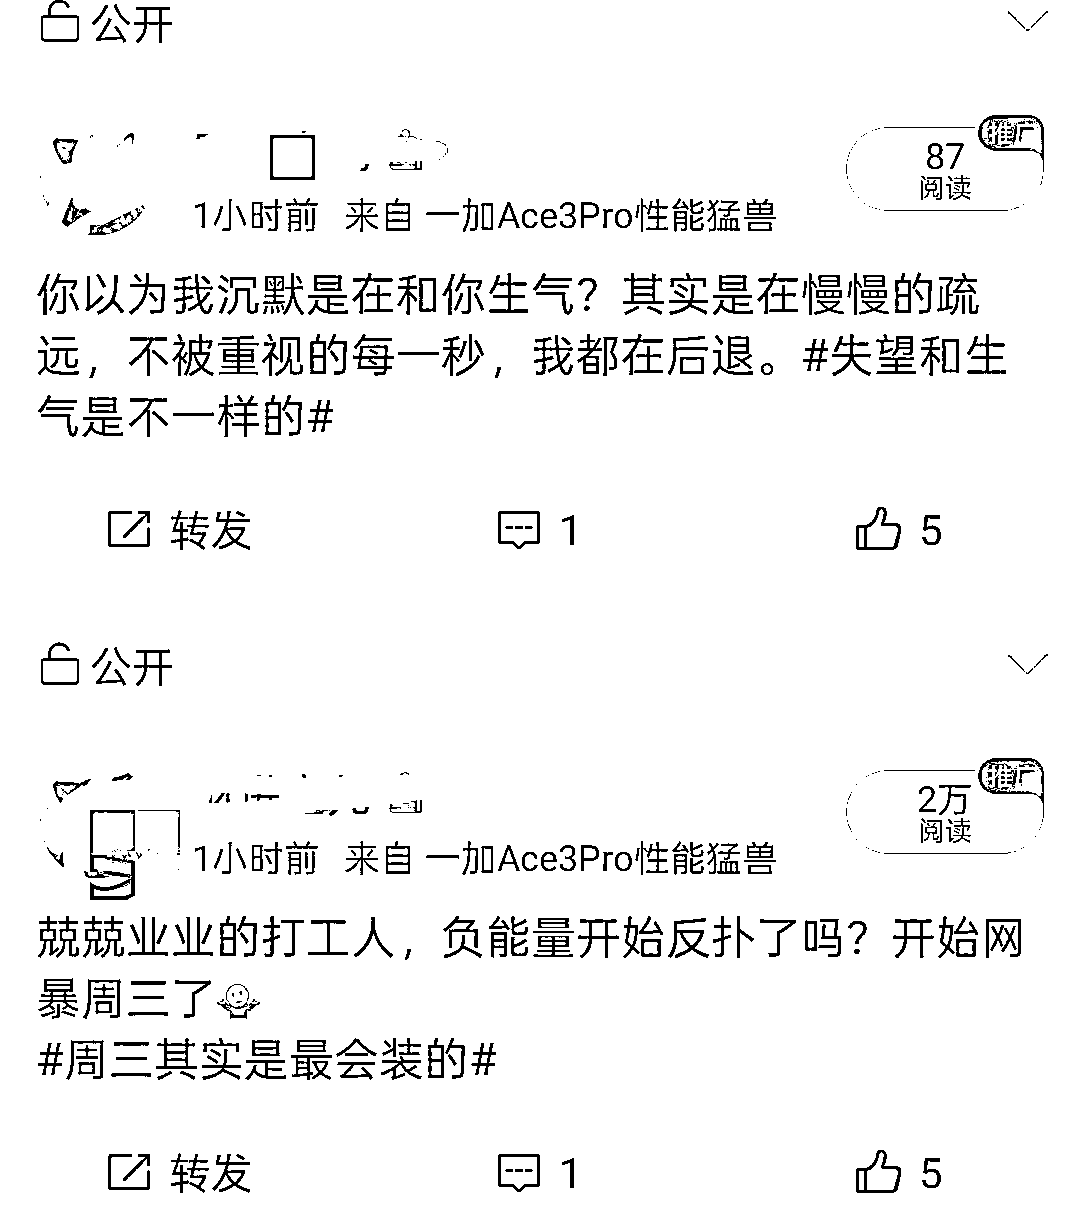 公开
推广
87
阅读
1小时前 来自 一加Ace3Pro性能猛兽
你以为我沉默是在和你生气？其实是在慢慢的疏
远，不被重视的每一秒，我都在后退。#失望和生
气是不一样的#
转发 1 5
公开
推广
2万
阅读
1小时前 来自 一加Ace3Pro性能猛兽
兢兢业业的打工人，负能量开始反扑了吗？开始网
暴周三了
#周三其实是最会装的#
转发 1 5